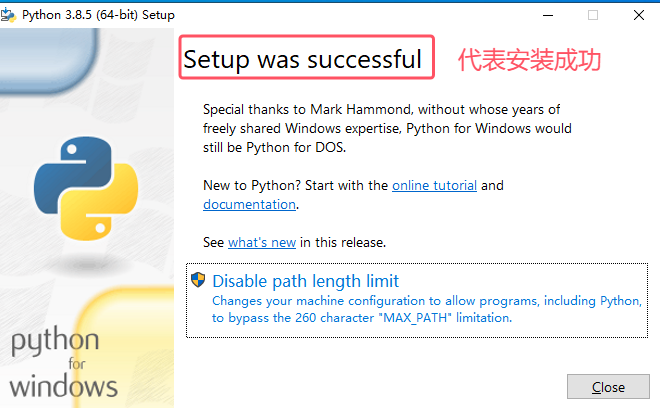 Python 3.8.5 (64-bit) Setup
Setup was successful
代表安装成功
Special thanks to Mark Hammond, without whose years of
freely shared Windows expertise, Python for Windows would
still be Python for DOS.
New to Python? Start with the online tutorial and
documentation.
See what's new in this release.
Disable path length limit
Changes your machine configuration to allow programs, including Python,
to bypass the 260 character "MAX_PATH" limitation.
python
for
windows
Close